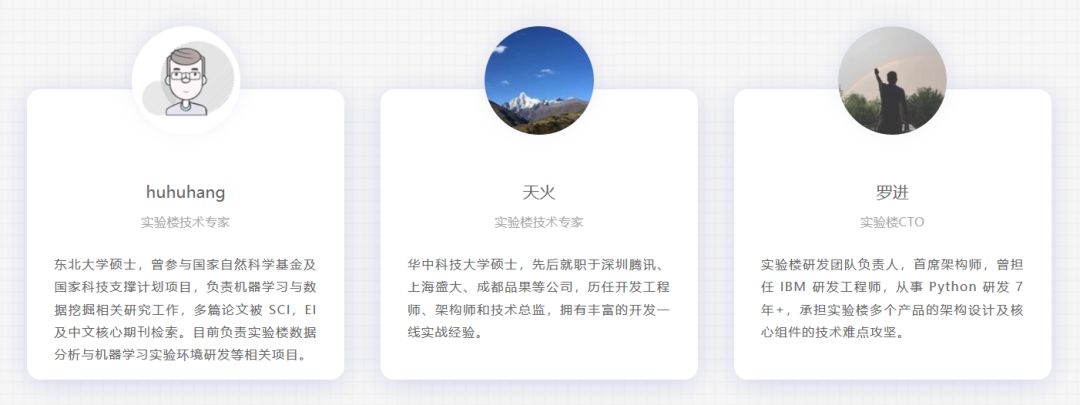 huhuhang
实验楼技术专家
东北大学硕士，曾参与国家自然科学基金及
国家科技支撑计划项目，负责机器学习与数
据挖掘相关研究工作，多篇论文被 SCI，EI
及中文核心期刊检索。目前负责实验楼数据
分析与机器学习实验环境研发等相关项目。
天火
实验楼技术专家
华中科技大学硕士，先后就职于深圳腾讯、
上海盛大、成都品果等公司，历任开发工程
师、架构师和技术总监，拥有丰富的开发一
线实战经验。
罗进
实验楼CTO
实验楼研发团队负责人，首席架构师，曾担
任 IBM 研发工程师，从事 Python 研发 7
年+，承担实验楼多个产品的架构设计及核
心组件的技术难点攻坚。